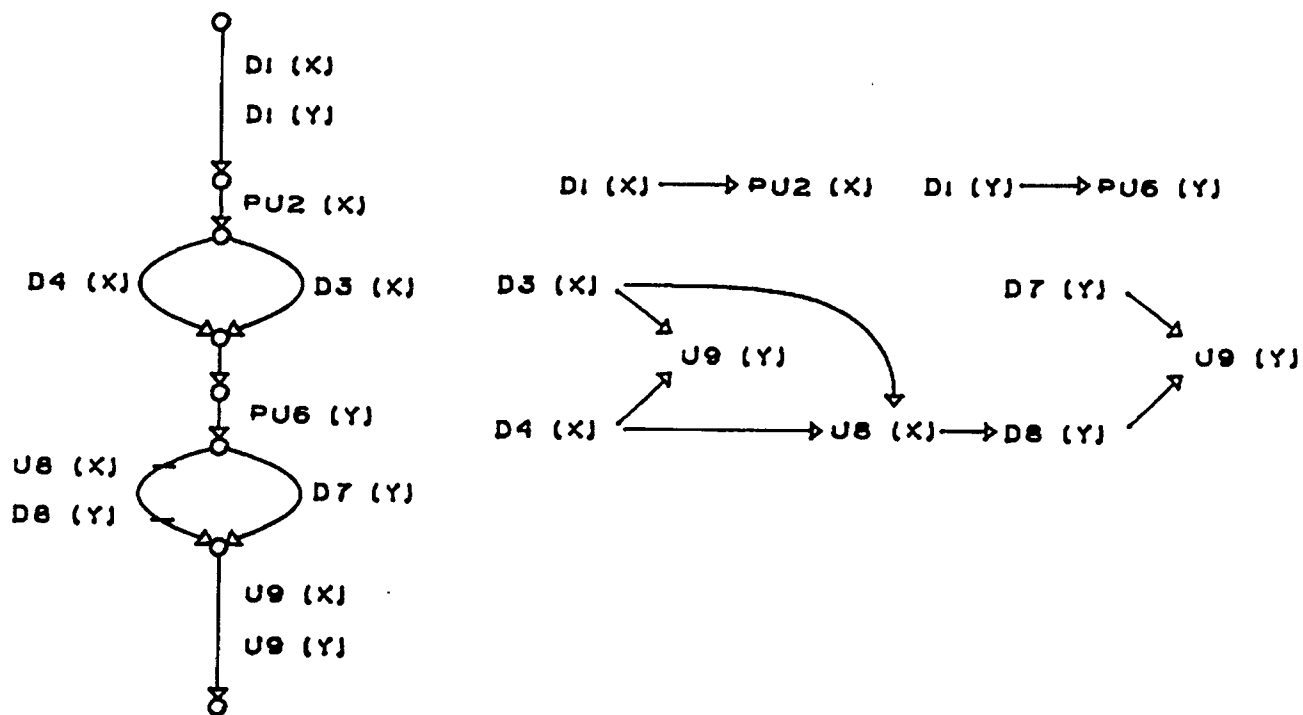 D1 (X)
D1 (Y)
PU2 (X)
D4 (X)
D3 (X)
PU6 (Y)
U8 (X)
D7 (Y)
D8 (Y)
U9 (X)
U9 (Y)
D1 (X) PU2 (X) D1 (Y) PU6 (Y)
D3 (X) D7 (Y)
U9 (Y) U9 (Y)
D4 (X) U8 (X) D8 (Y)